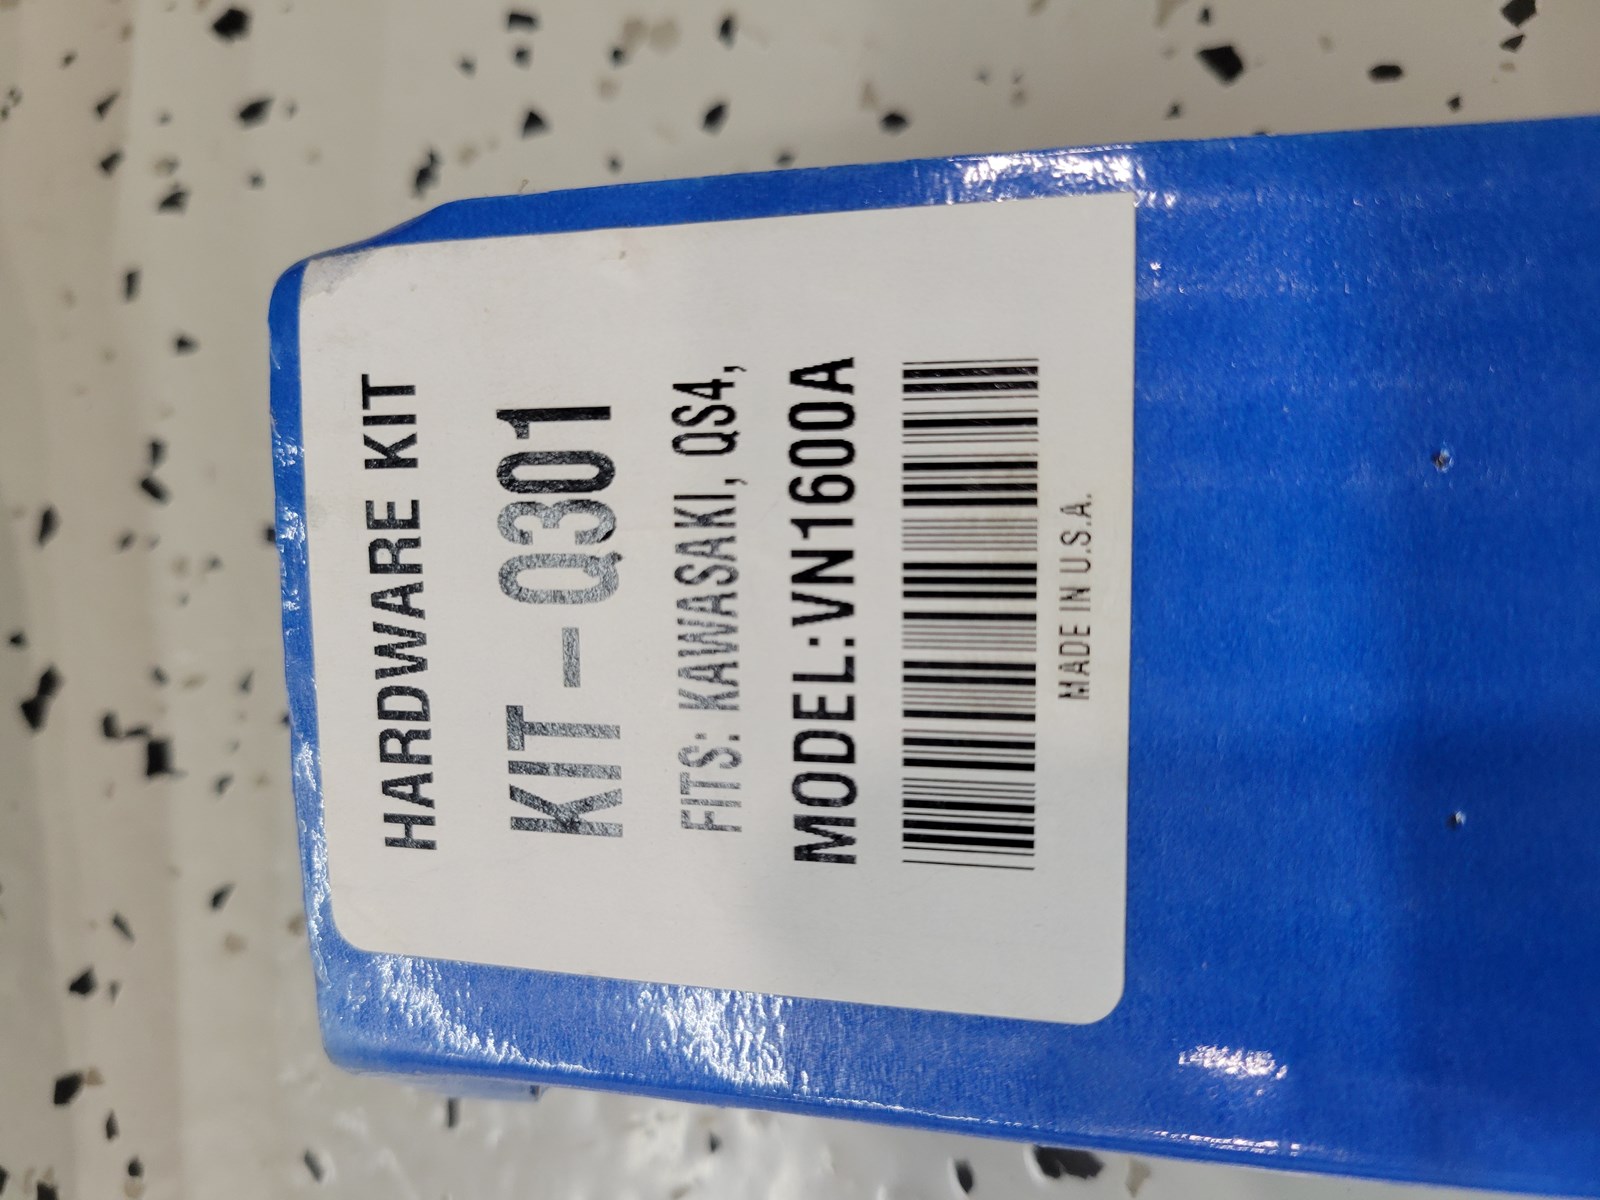 HARDWARE KIT
KIT - Q301
FITS: KAWASAKI, QS4,
MODEL:VN1600A
MADE IN U.S.A.